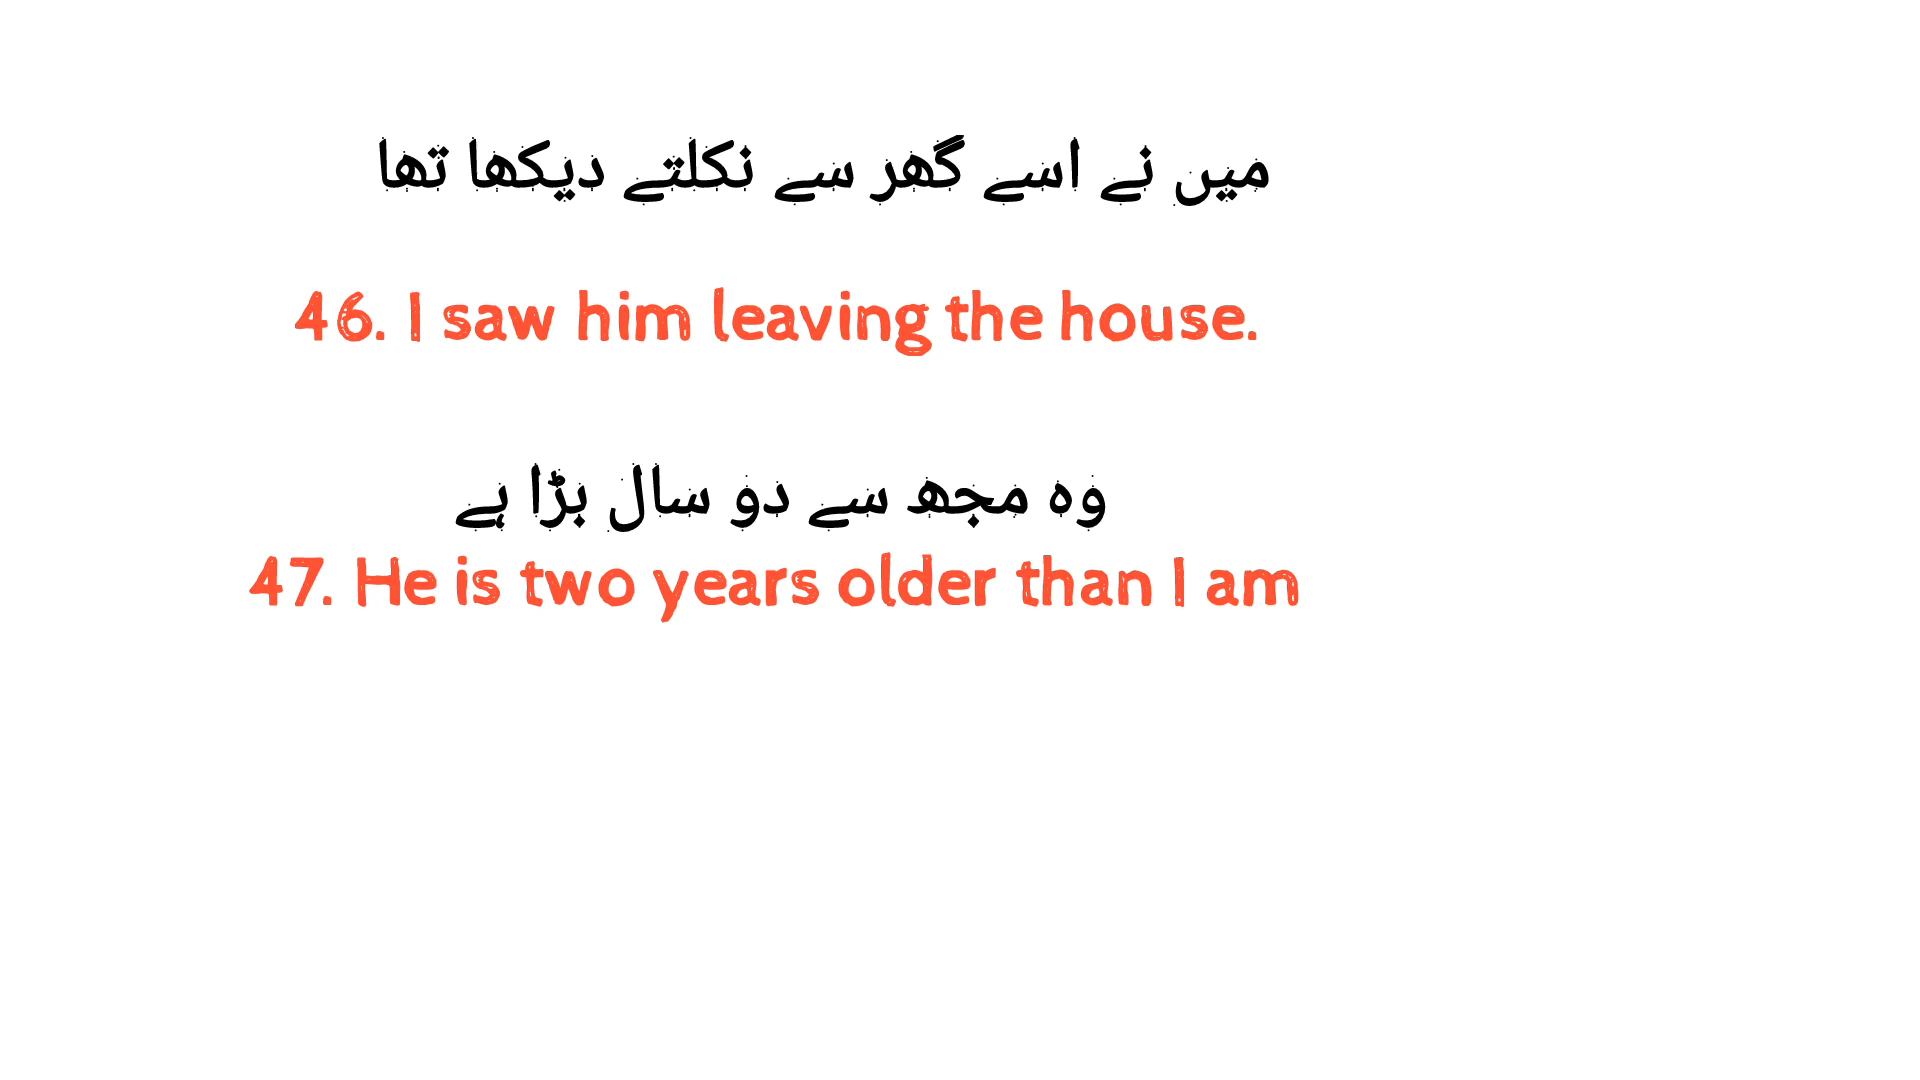 میں نے اسے گھر سے نکلتے دیکھا تھا
46. I saw him leaving the house.
وہ مجھ سے دو سال بڑا ہے
47. He is two years older than I am